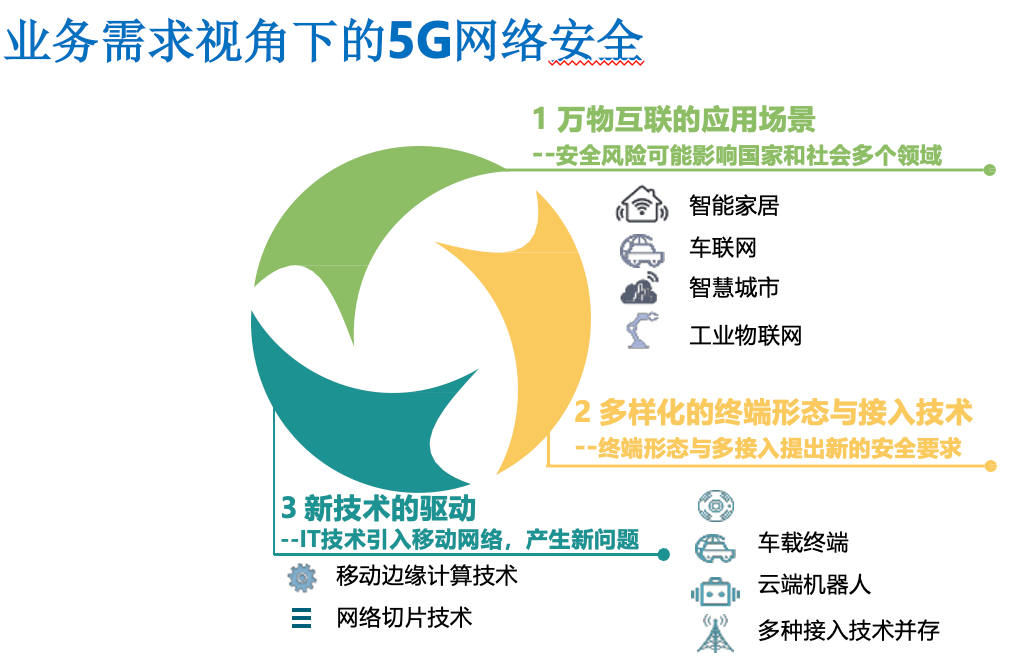 业务需求视角下的5G网络安全
1 万物互联的应用场景
--安全风险可能影响国家和社会多个领域
智能家居
车联网
智慧城市
工业物联网
2 多样化的终端形态与接入技术
--终端形态与多接入提出新的安全要求
车载终端
云端机器人
多种接入技术并存
3 新技术的驱动
--IT技术引入移动网络，产生新问题
移动边缘计算技术
网络切片技术